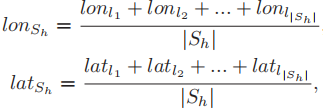 lon_{S_h} = \frac{lon_{l_1} + lon_{l_2} + ... + lon_{l_{|S_h|}}}{|S_h|}
lat_{S_h} = \frac{lat_{l_1} + lat_{l_2} + ... + lat_{l_{|S_h|}}}{|S_h|},